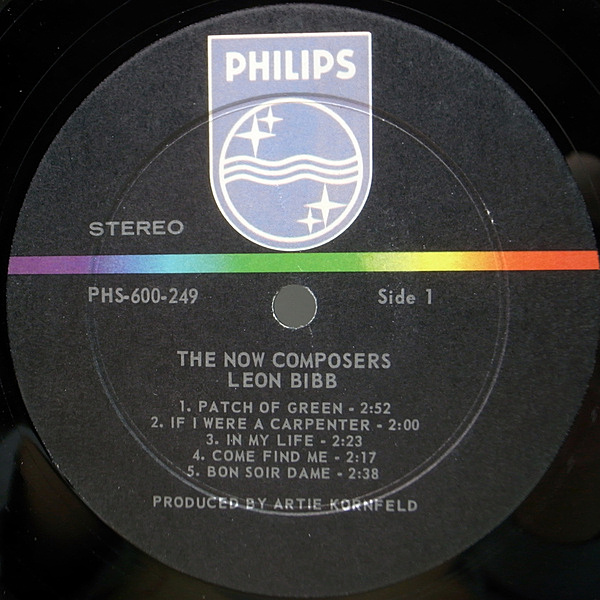 PHILIPS
STEREO
PHS-600-249 Side 1
THE NOW COMPOSERS
LEON BIBB
1. PATCH OF GREEN - 2:52
2. IF I WERE A CARPENTER - 2:00
3. IN MY LIFE - 2:23
4. COME FIND ME - 2:17
5. BON SOIR DAME - 2:38
PRODUCED BY ARTIE KORNFELD